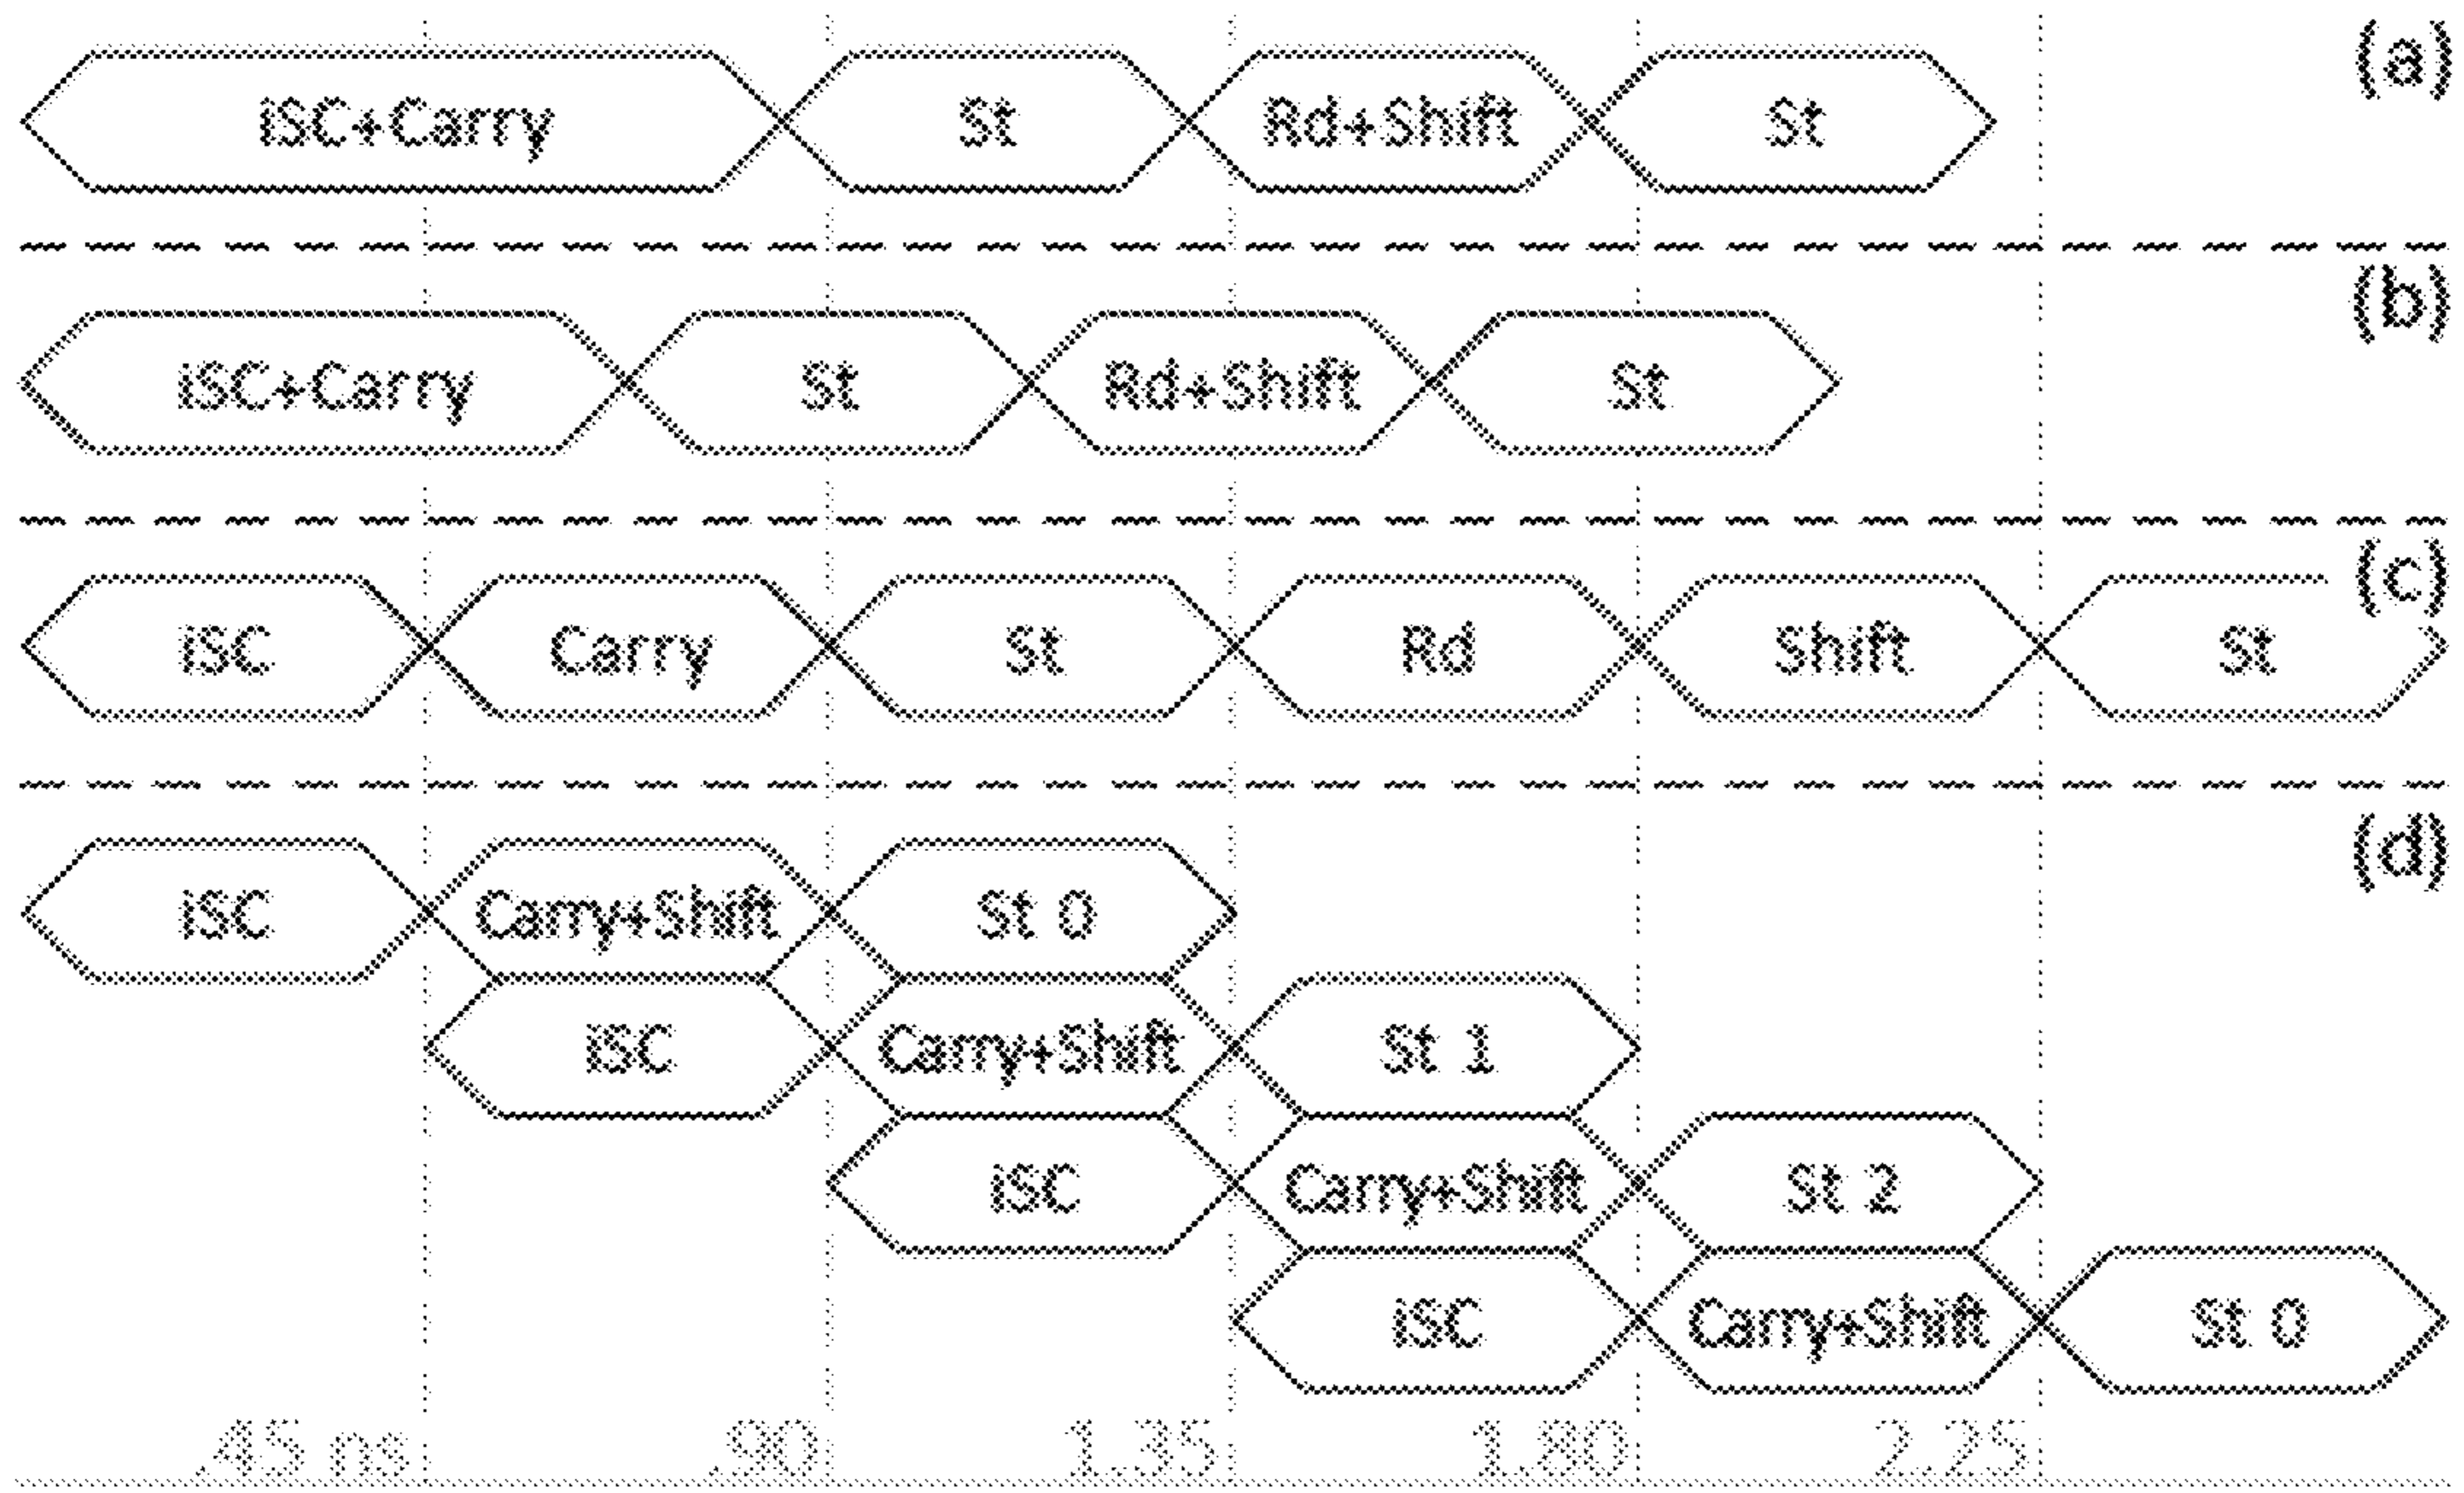 (a)
iSC+Carry St Rd+Shift St
(b)
iSC+Carry St Rd+Shift St
(c)
iSC Carry St Rd Shift St
(d)
iSC Carry+Shift St 0
iSC Carry+Shift St 1
iSC Carry+Shift St 2
iSC Carry+Shift St 0
.45 ns .90 1.35 1.80 2.25